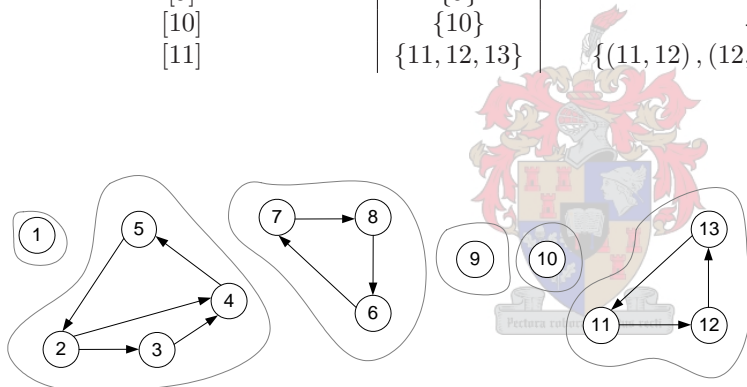 [10] {10}
[11] {11, 12, 13} {(11, 12) , (12,
5 7 8 13
1
9 10
4
6
2 3 11 12
Pectora